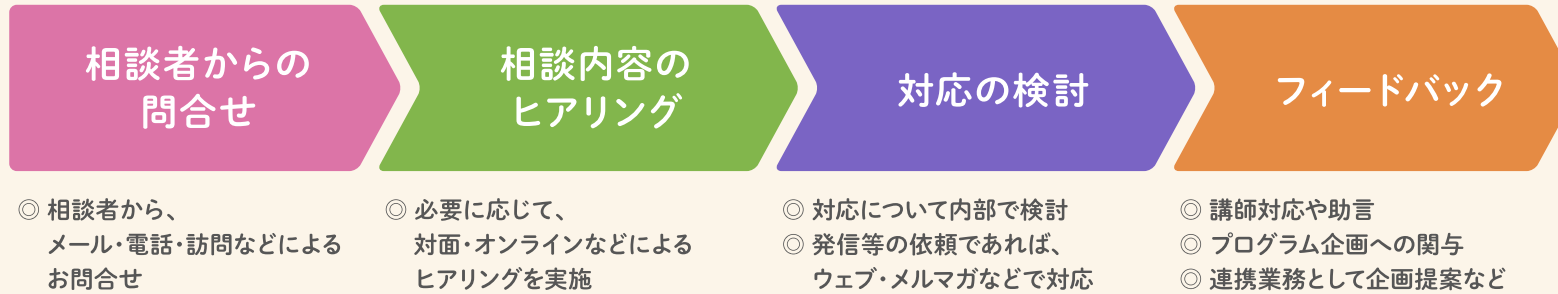 相談者からの
問合せ
◎ 相談者から、
メール・電話・訪問などによる
お問合せ
相談内容の
ヒアリング
◎ 必要に応じて、
対面・オンラインなどによる
ヒアリングを実施
対応の検討
◎ 対応について内部で検討
◎ 発信等の依頼であれば、
ウェブ・メルマガなどで対応
フィードバック
◎ 講師対応や助言
◎ プログラム企画への関与
◎ 連携業務として企画提案など